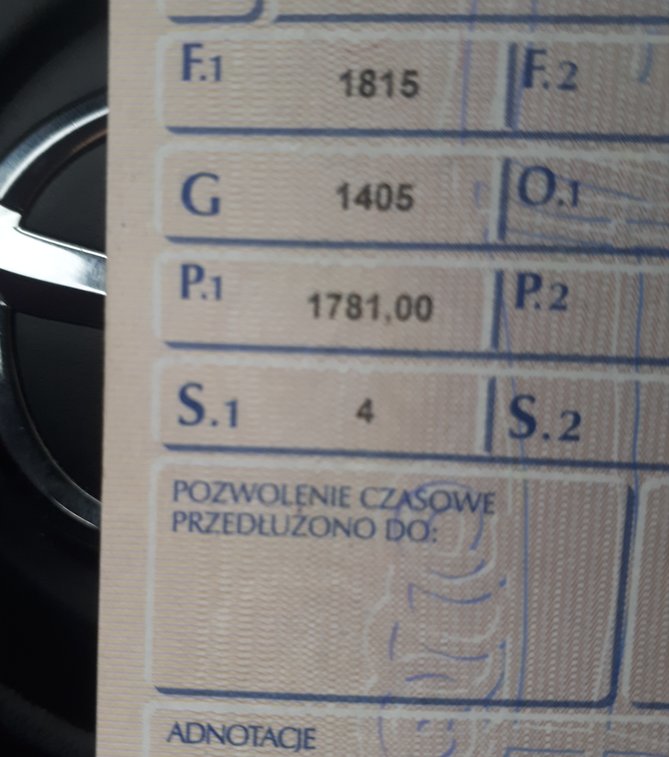 F.1 1815 F.2
G 1405 O.1
P.1 1781,00 P.2
S.1 4 S.2
POZWOLENIE CZASOWE
PRZEDŁUŻONO DO:
ADNOTACJE